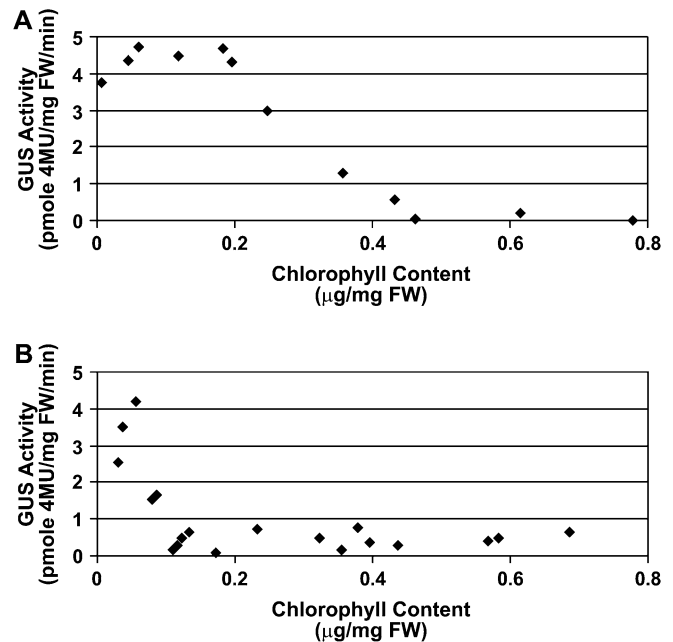 A
GUS Activity
(pmole 4MU/mg FW/min)
5
4
3
2
1
0
0 0.2 0.4 0.6 0.8
Chlorophyll Content
(μg/mg FW)
B
GUS Activity
(pmole 4MU/mg FW/min)
5
4
3
2
1
0
0 0.2 0.4 0.6 0.8
Chlorophyll Content
(μg/mg FW)